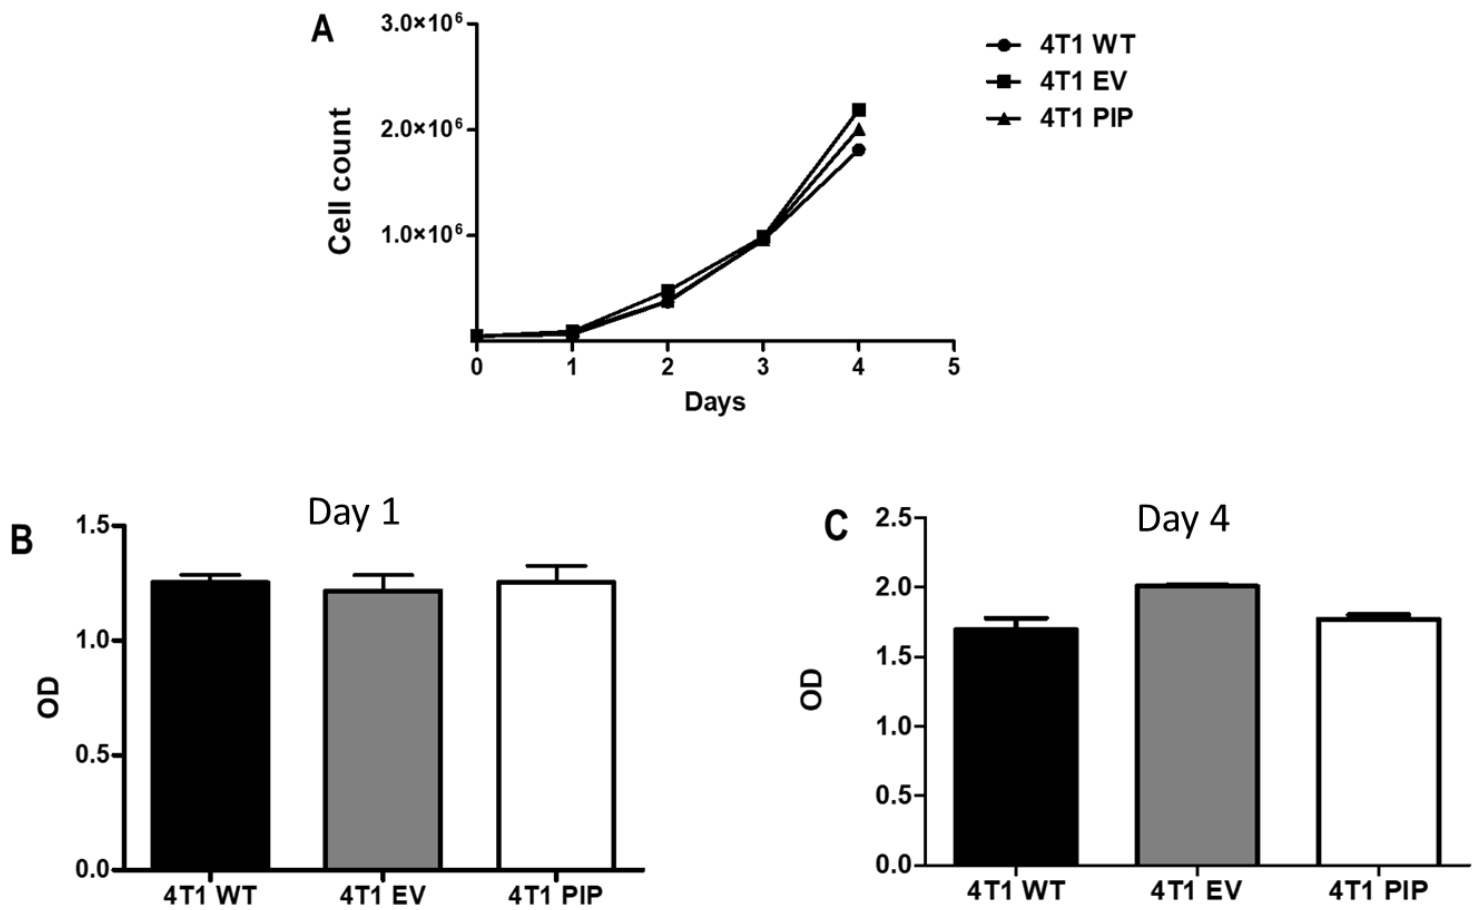 A
3.0×10⁶
2.0×10⁶
1.0×10⁶
Cell count
0 1 2 3 4 5
Days
4T1 WT
4T1 EV
4T1 PIP
B
Day 1
1.5
1.0
0.5
0.0
OD
4T1 WT 4T1 EV 4T1 PIP
C
Day 4
2.5
2.0
1.5
1.0
0.5
0.0
OD
4T1 WT 4T1 EV 4T1 PIP